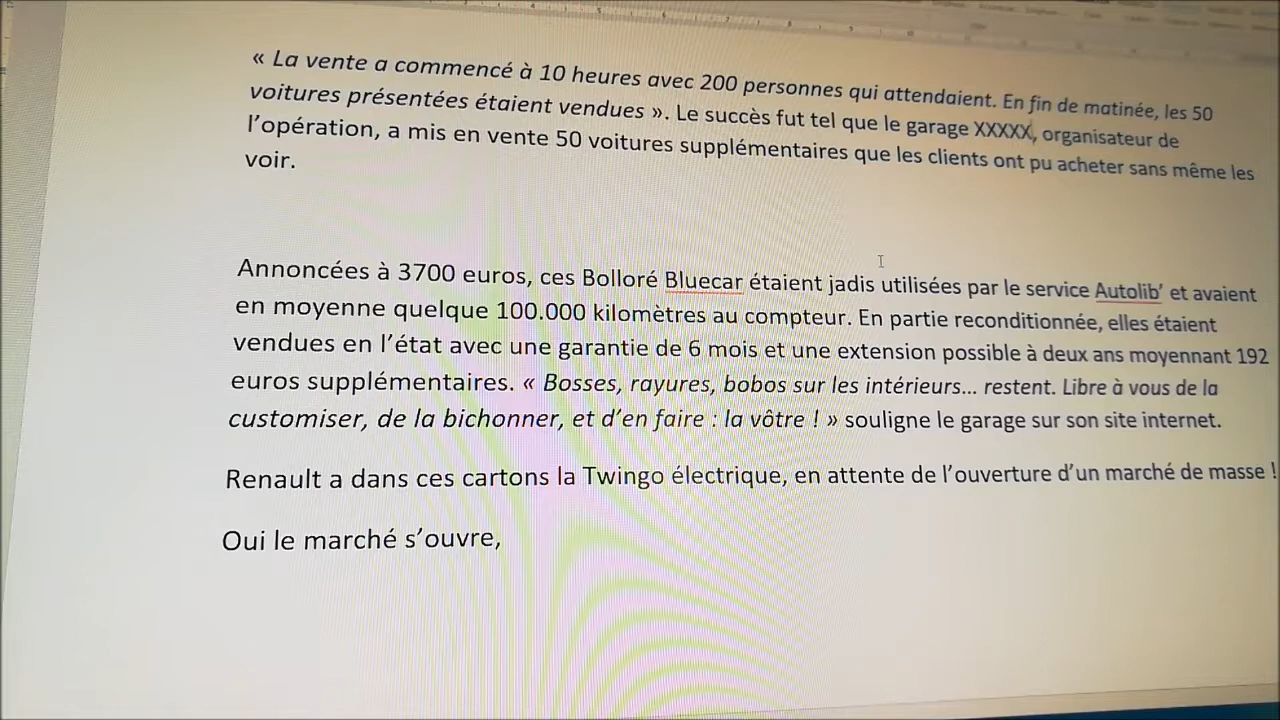 « La vente a commencé à 10 heures avec 200 personnes qui attendaient. En fin de matinée, les 50
voitures présentées étaient vendues ». Le succès fut tel que le garage XXXXX, organisateur de
l’opération, a mis en vente 50 voitures supplémentaires que les clients ont pu acheter sans même les
voir.
Annoncées à 3700 euros, ces Bolloré Bluecar étaient jadis utilisées par le service Autolib’ et avaient
en moyenne quelque 100.000 kilomètres au compteur. En partie reconditionnée, elles étaient
vendues en l’état avec une garantie de 6 mois et une extension possible à deux ans moyennant 192
euros supplémentaires. « Bosses, rayures, bobos sur les intérieurs... restent. Libre à vous de la
customiser, de la bichonner, et d’en faire : la vôtre ! » souligne le garage sur son site internet.
Renault a dans ces cartons la Twingo électrique, en attente de l’ouverture d’un marché de masse !
Oui le marché s’ouvre,